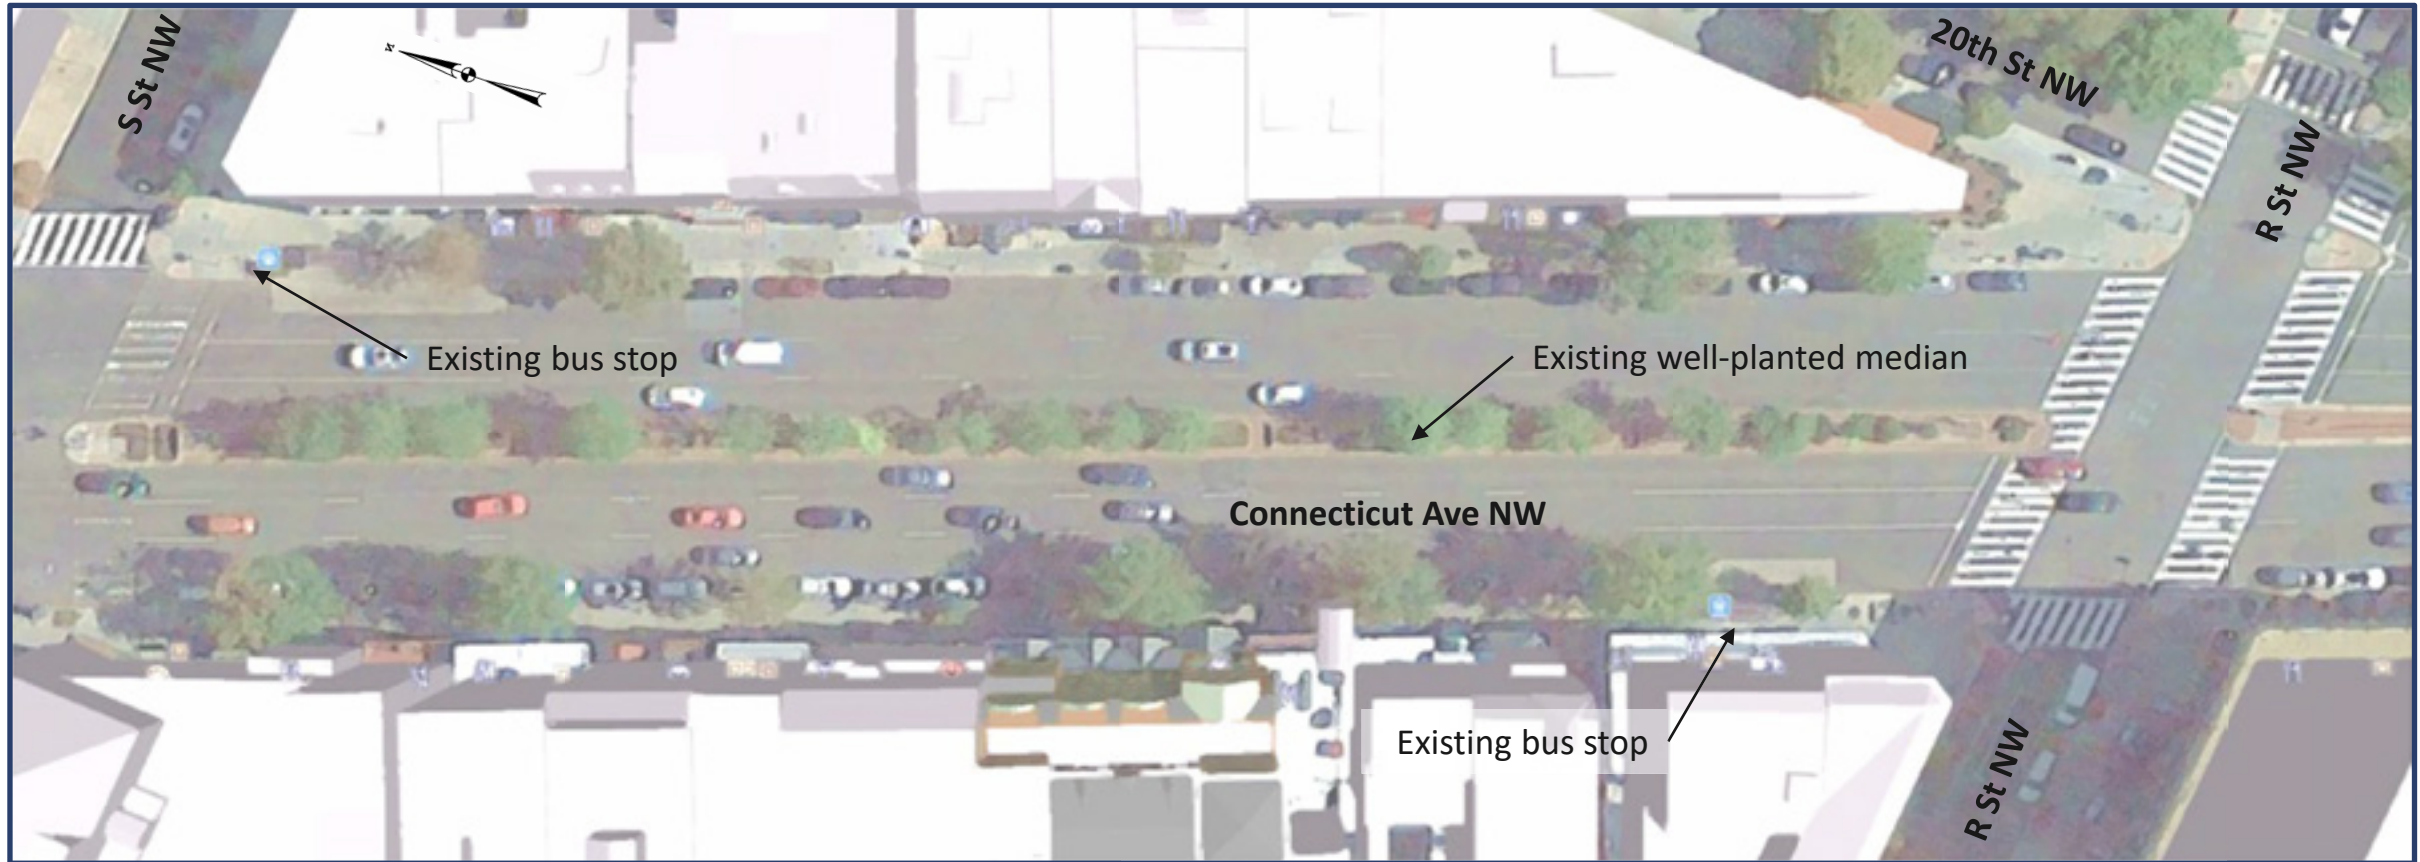 S St NW
N
20th St NW
R St NW
Existing bus stop
Existing well-planted median
Connecticut Ave NW
Existing bus stop
R St NW